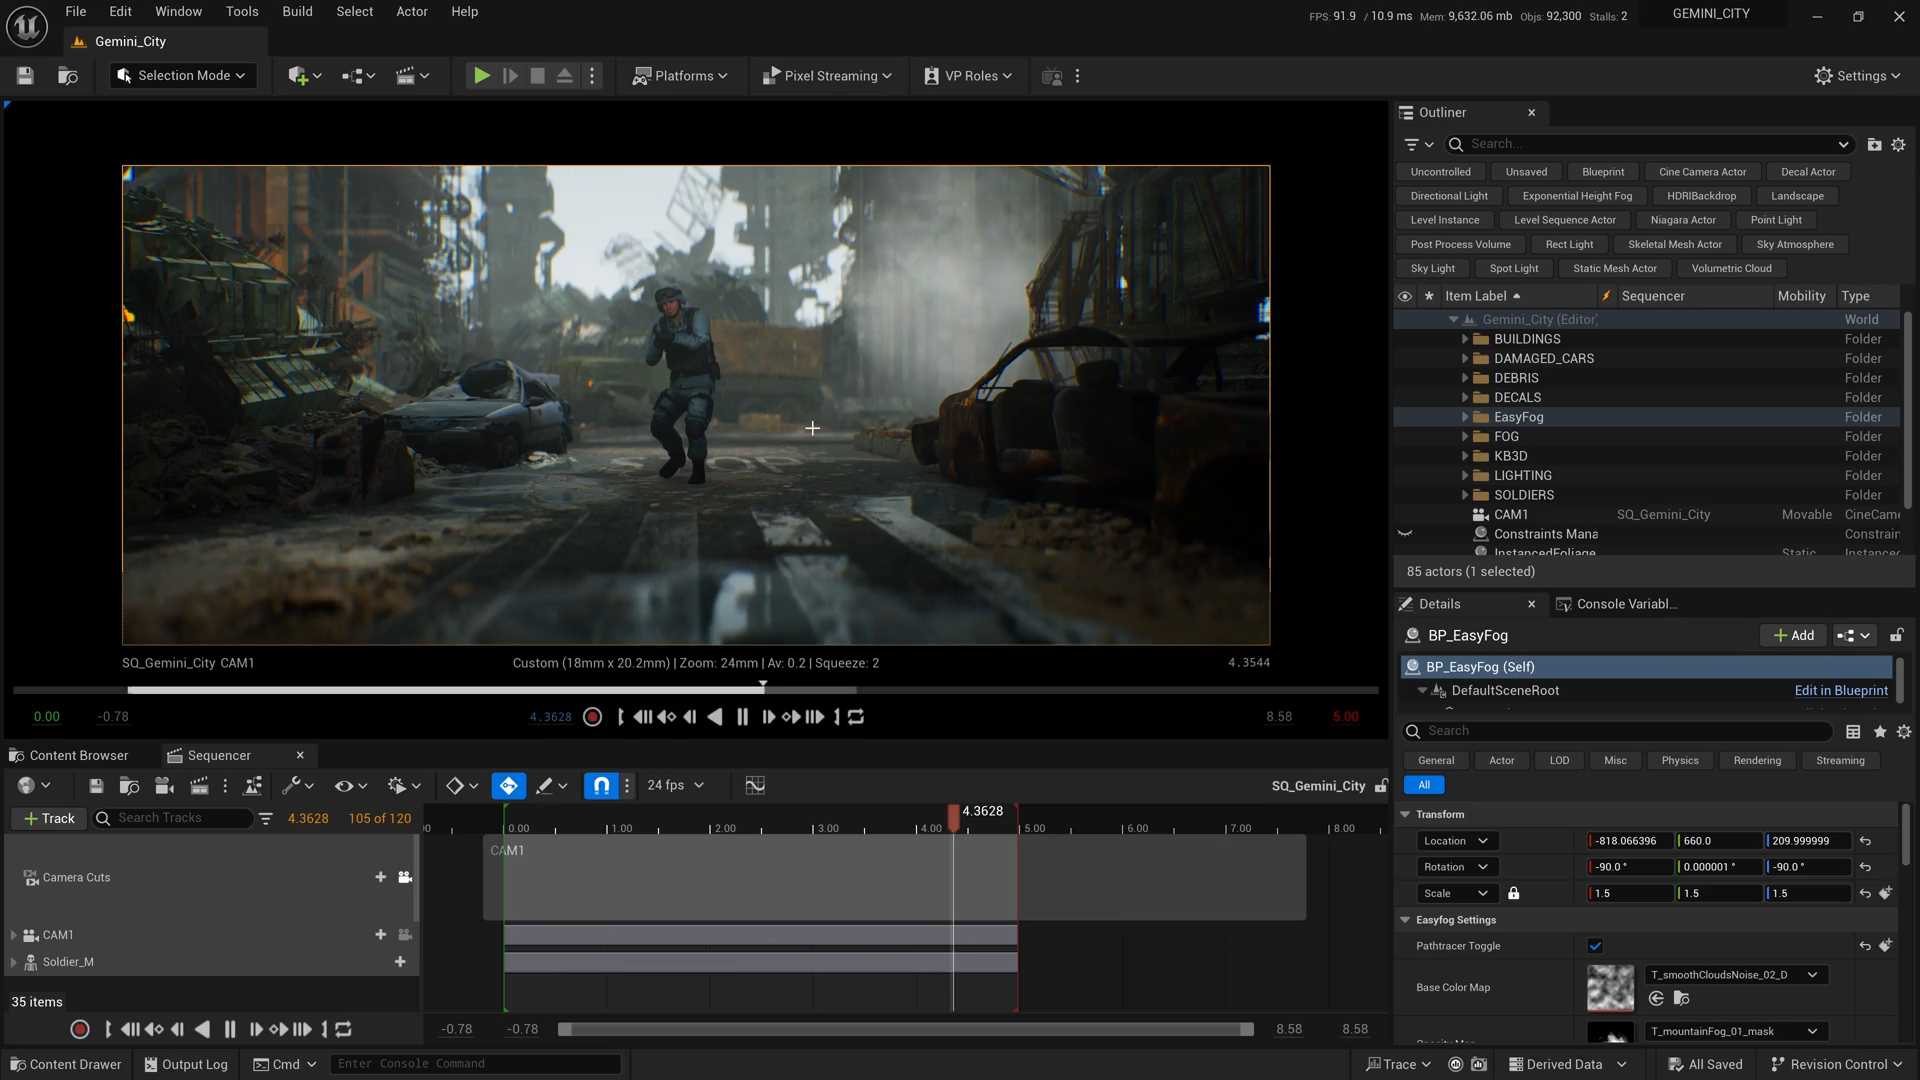 File Edit Window Tools Build Select Actor Help
FPS: 91.9 / 10.9 ms Mem: 9,632.06 mb Objs: 92,300 Stalls: 2
GEMINI_CITY
Gemini_City
Selection Mode
Platforms
Pixel Streaming
VP Roles
Settings
Outliner
Search...
Uncontrolled Unsaved Blueprint Cine Camera Actor Decal Actor
Directional Light Exponential Height Fog HDRIBackdrop Landscape
Level Instance Level Sequence Actor Niagara Actor Point Light
Post Process Volume Rect Light Skeletal Mesh Actor Sky Atmosphere
Sky Light Spot Light Static Mesh Actor Volumetric Cloud
Item Label Sequencer Mobility Type
Gemini_City (Editor) World
BUILDINGS Folder
DAMAGED_CARS Folder
DEBRIS Folder
DECALS Folder
EasyFog Folder
FOG Folder
KB3D Folder
LIGHTING Folder
SOLDIERS Folder
CAM1 SQ_Gemini_City Movable CineCame
Constraints Mana Constrain
InstancedFoliage Static Instanced
85 actors (1 selected)
SQ_Gemini_City CAM1
Custom (18mm x 20.2mm) | Zoom: 24mm | Av: 0.2 | Squeeze: 2
4.3544
0.00 -0.78 4.3628 8.58 5.00
Details
Console Variabl...
BP_EasyFog
Add
BP_EasyFog (Self)
DefaultSceneRoot
Edit in Blueprint
Search
General Actor LOD Misc Physics Rendering Streaming
All
Transform
Location -818.066396 660.0 209.999999
Rotation -90.0 ° 0.000001 ° -90.0 °
Scale 1.5 1.5 1.5
Easyfog Settings
Pathtracer Toggle
Base Color Map T_smoothCloudsNoise_02_D
T_mountainFog_01_mask
Content Browser
Sequencer
24 fps
SQ_Gemini_City
Track
Search Tracks
4.3628
105 of 120
4.3628
0.00 1.00 2.00 3.00 4.00 5.00 6.00 7.00 8.00
CAM1
Camera Cuts
CAM1
Soldier_M
35 items
-0.78 -0.78 8.58 8.58
Content Drawer
Output Log
Cmd
Enter Console Command
Trace
Derived Data
All Saved
Revision Control